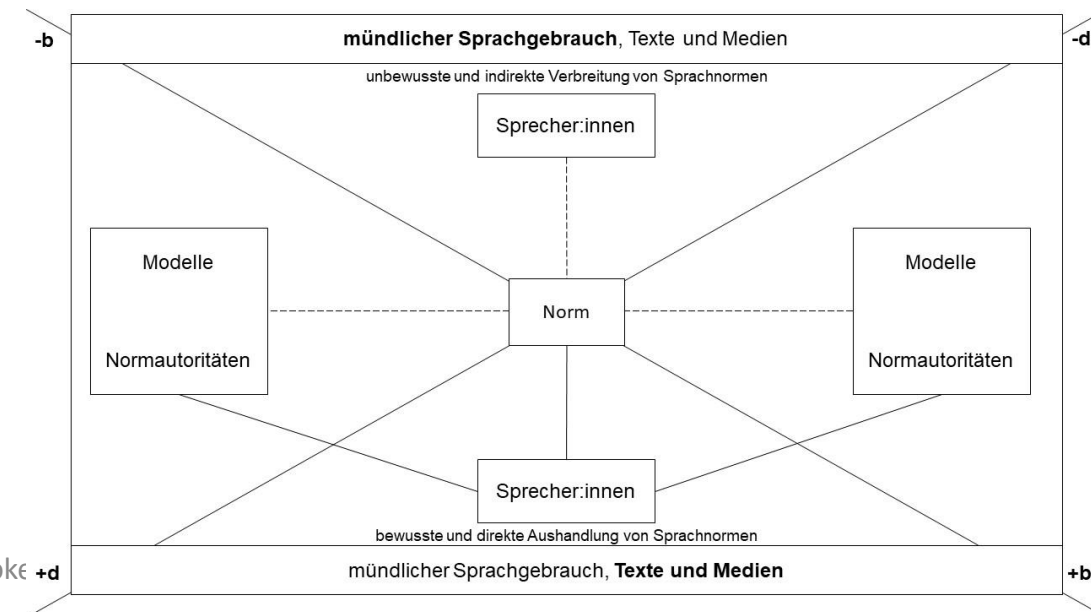 -b
mündlicher Sprachgebrauch, Texte und Medien
-d
unbewusste und indirekte Verbreitung von Sprachnormen
Sprecher:innen
Modelle
Normautoritäten
Norm
Modelle
Normautoritäten
Sprecher:innen
bewusste und direkte Aushandlung von Sprachnormen
+d
mündlicher Sprachgebrauch, Texte und Medien
+b